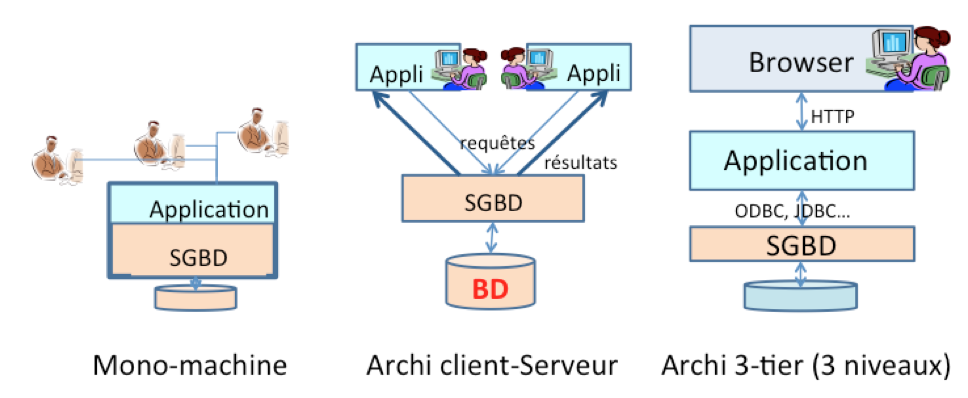 Application
SGBD
Mono-machine
Appli
Appli
requêtes
résultats
SGBD
BD
Archi client-Serveur
Browser
HTTP
Application
ODBC, JDBC...
SGBD
Archi 3-tier (3 niveaux)